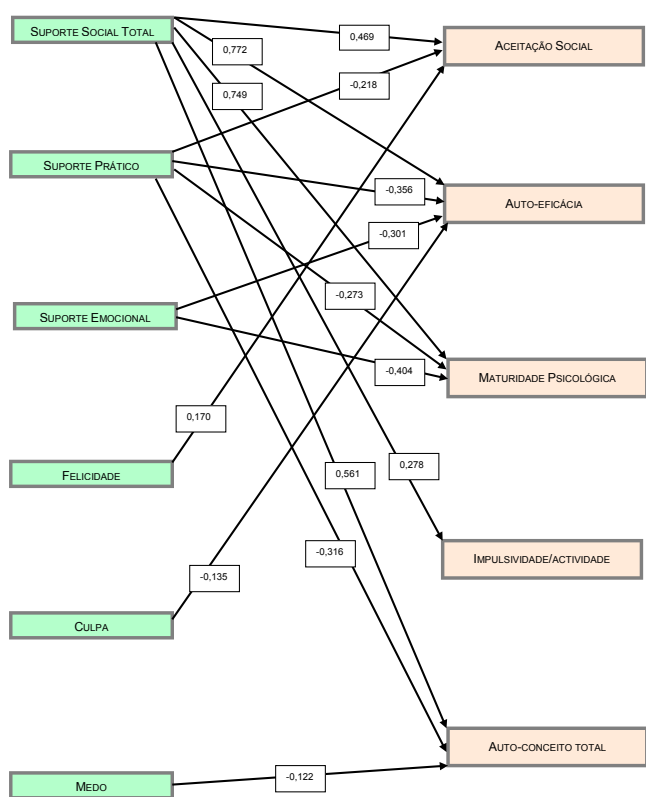 SUPORTE SOCIAL TOTAL
0,469
ACEITAÇÃO SOCIAL
0,772
-0,218
0,749
SUPORTE PRÁTICO
-0,356
AUTO-EFICÁCIA
-0,301
-0,273
SUPORTE EMOCIONAL
-0,404
MATURIDADE PSICOLÓGICA
0,170
FELICIDADE
0,561
0,278
-0,316
IMPULSIVIDADE/ACTIVIDADE
-0,135
CULPA
AUTO-CONCEITO TOTAL
-0,122
MEDO